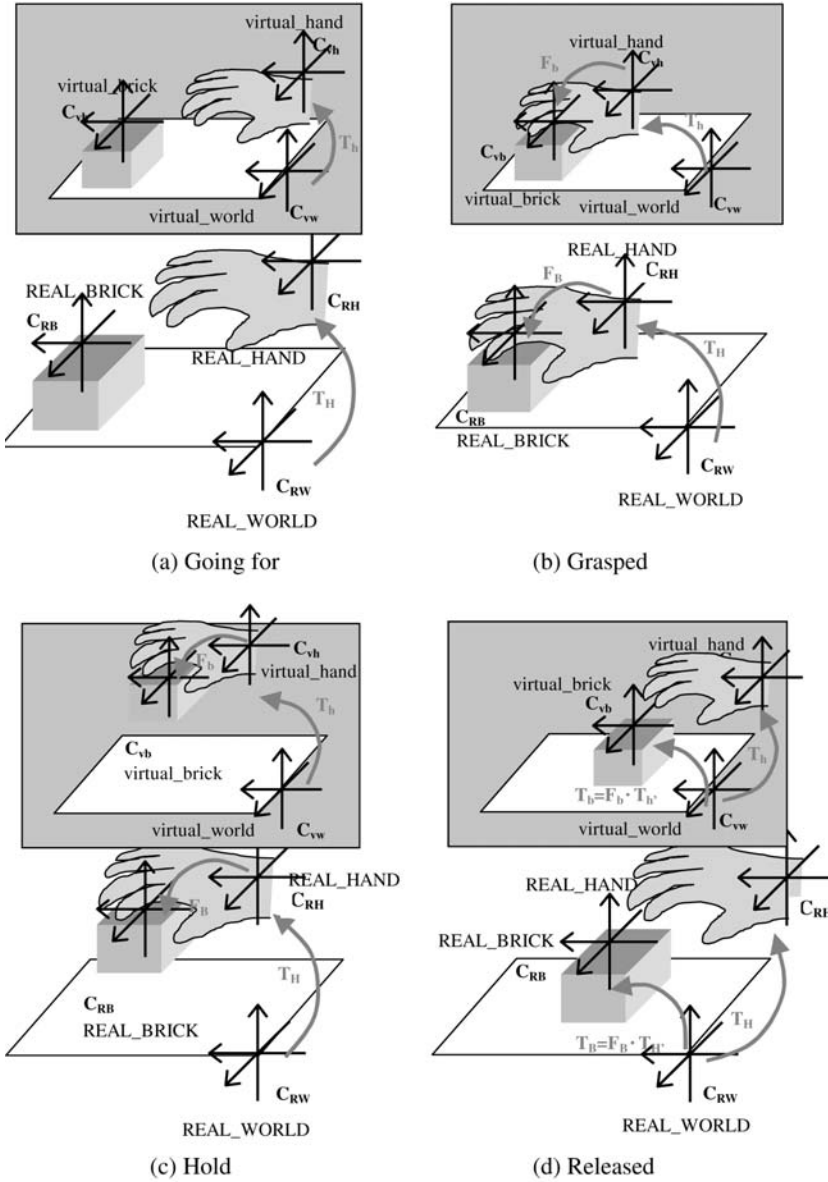 virtual_hand
C_vh
virtual_brick
T_h
virtual_world
C_vw
REAL_BRICK
C_RB
C_RH
REAL_HAND
T_H
C_RW
REAL_WORLD
(a) Going for
virtual_hand
F_b
C_vh
T_h
C_vb
virtual_brick
virtual_world
C_vw
REAL_HAND
F_B
C_RH
T_H
C_RB
REAL_BRICK
C_RW
REAL_WORLD
(b) Grasped
F_b
C_vh
virtual_hand
T_h
C_vb
virtual_brick
virtual_world
C_vw
REAL_HAND
F_B
C_RH
T_H
C_RB
REAL_BRICK
C_RW
REAL_WORLD
(c) Hold
virtual_hand
virtual_brick
C_vb
T_h
T_b=F_b · T_h'
virtual_world
C_vw
REAL_HAND
C_RH
REAL_BRICK
C_RB
T_H
T_B=F_B · T_H'
C_RW
REAL_WORLD
(d) Released